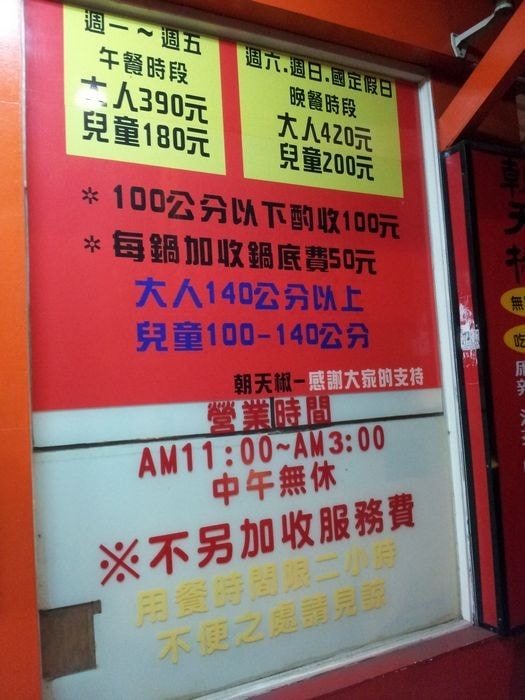 週一～週五
午餐時段
大人390元
兒童180元
週六.週日.國定假日
晚餐時段
大人420元
兒童200元
＊100公分以下酌收100元
＊每鍋加收鍋底費50元
大人140公分以上
兒童100-140公分
朝天椒-感謝大家的支持
營業時間
AM11:00~AM3:00
中午無休
※不另加收服務費
用餐時間限二小時
不便之處請見諒
朝天
無
吃